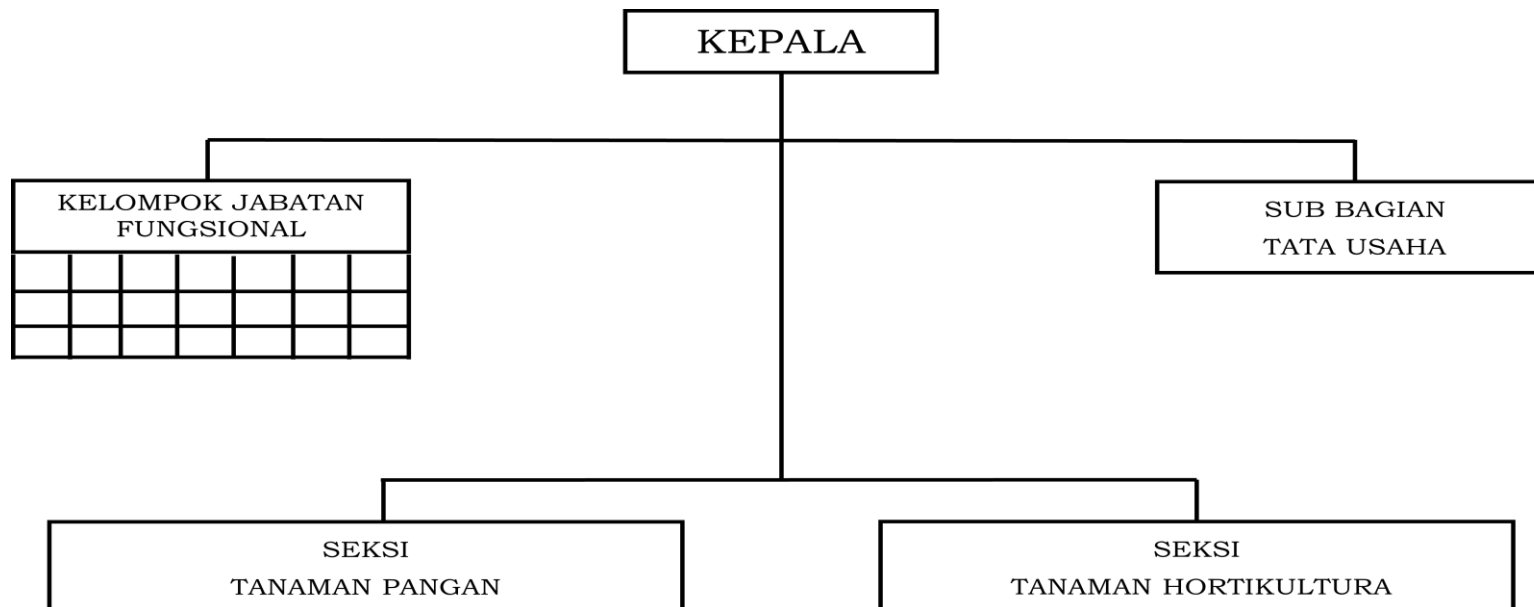 KEPALA
KELOMPOK JABATAN
FUNGSIONAL
SUB BAGIAN
TATA USAHA
SEKSI
TANAMAN PANGAN
SEKSI
TANAMAN HORTIKULTURA